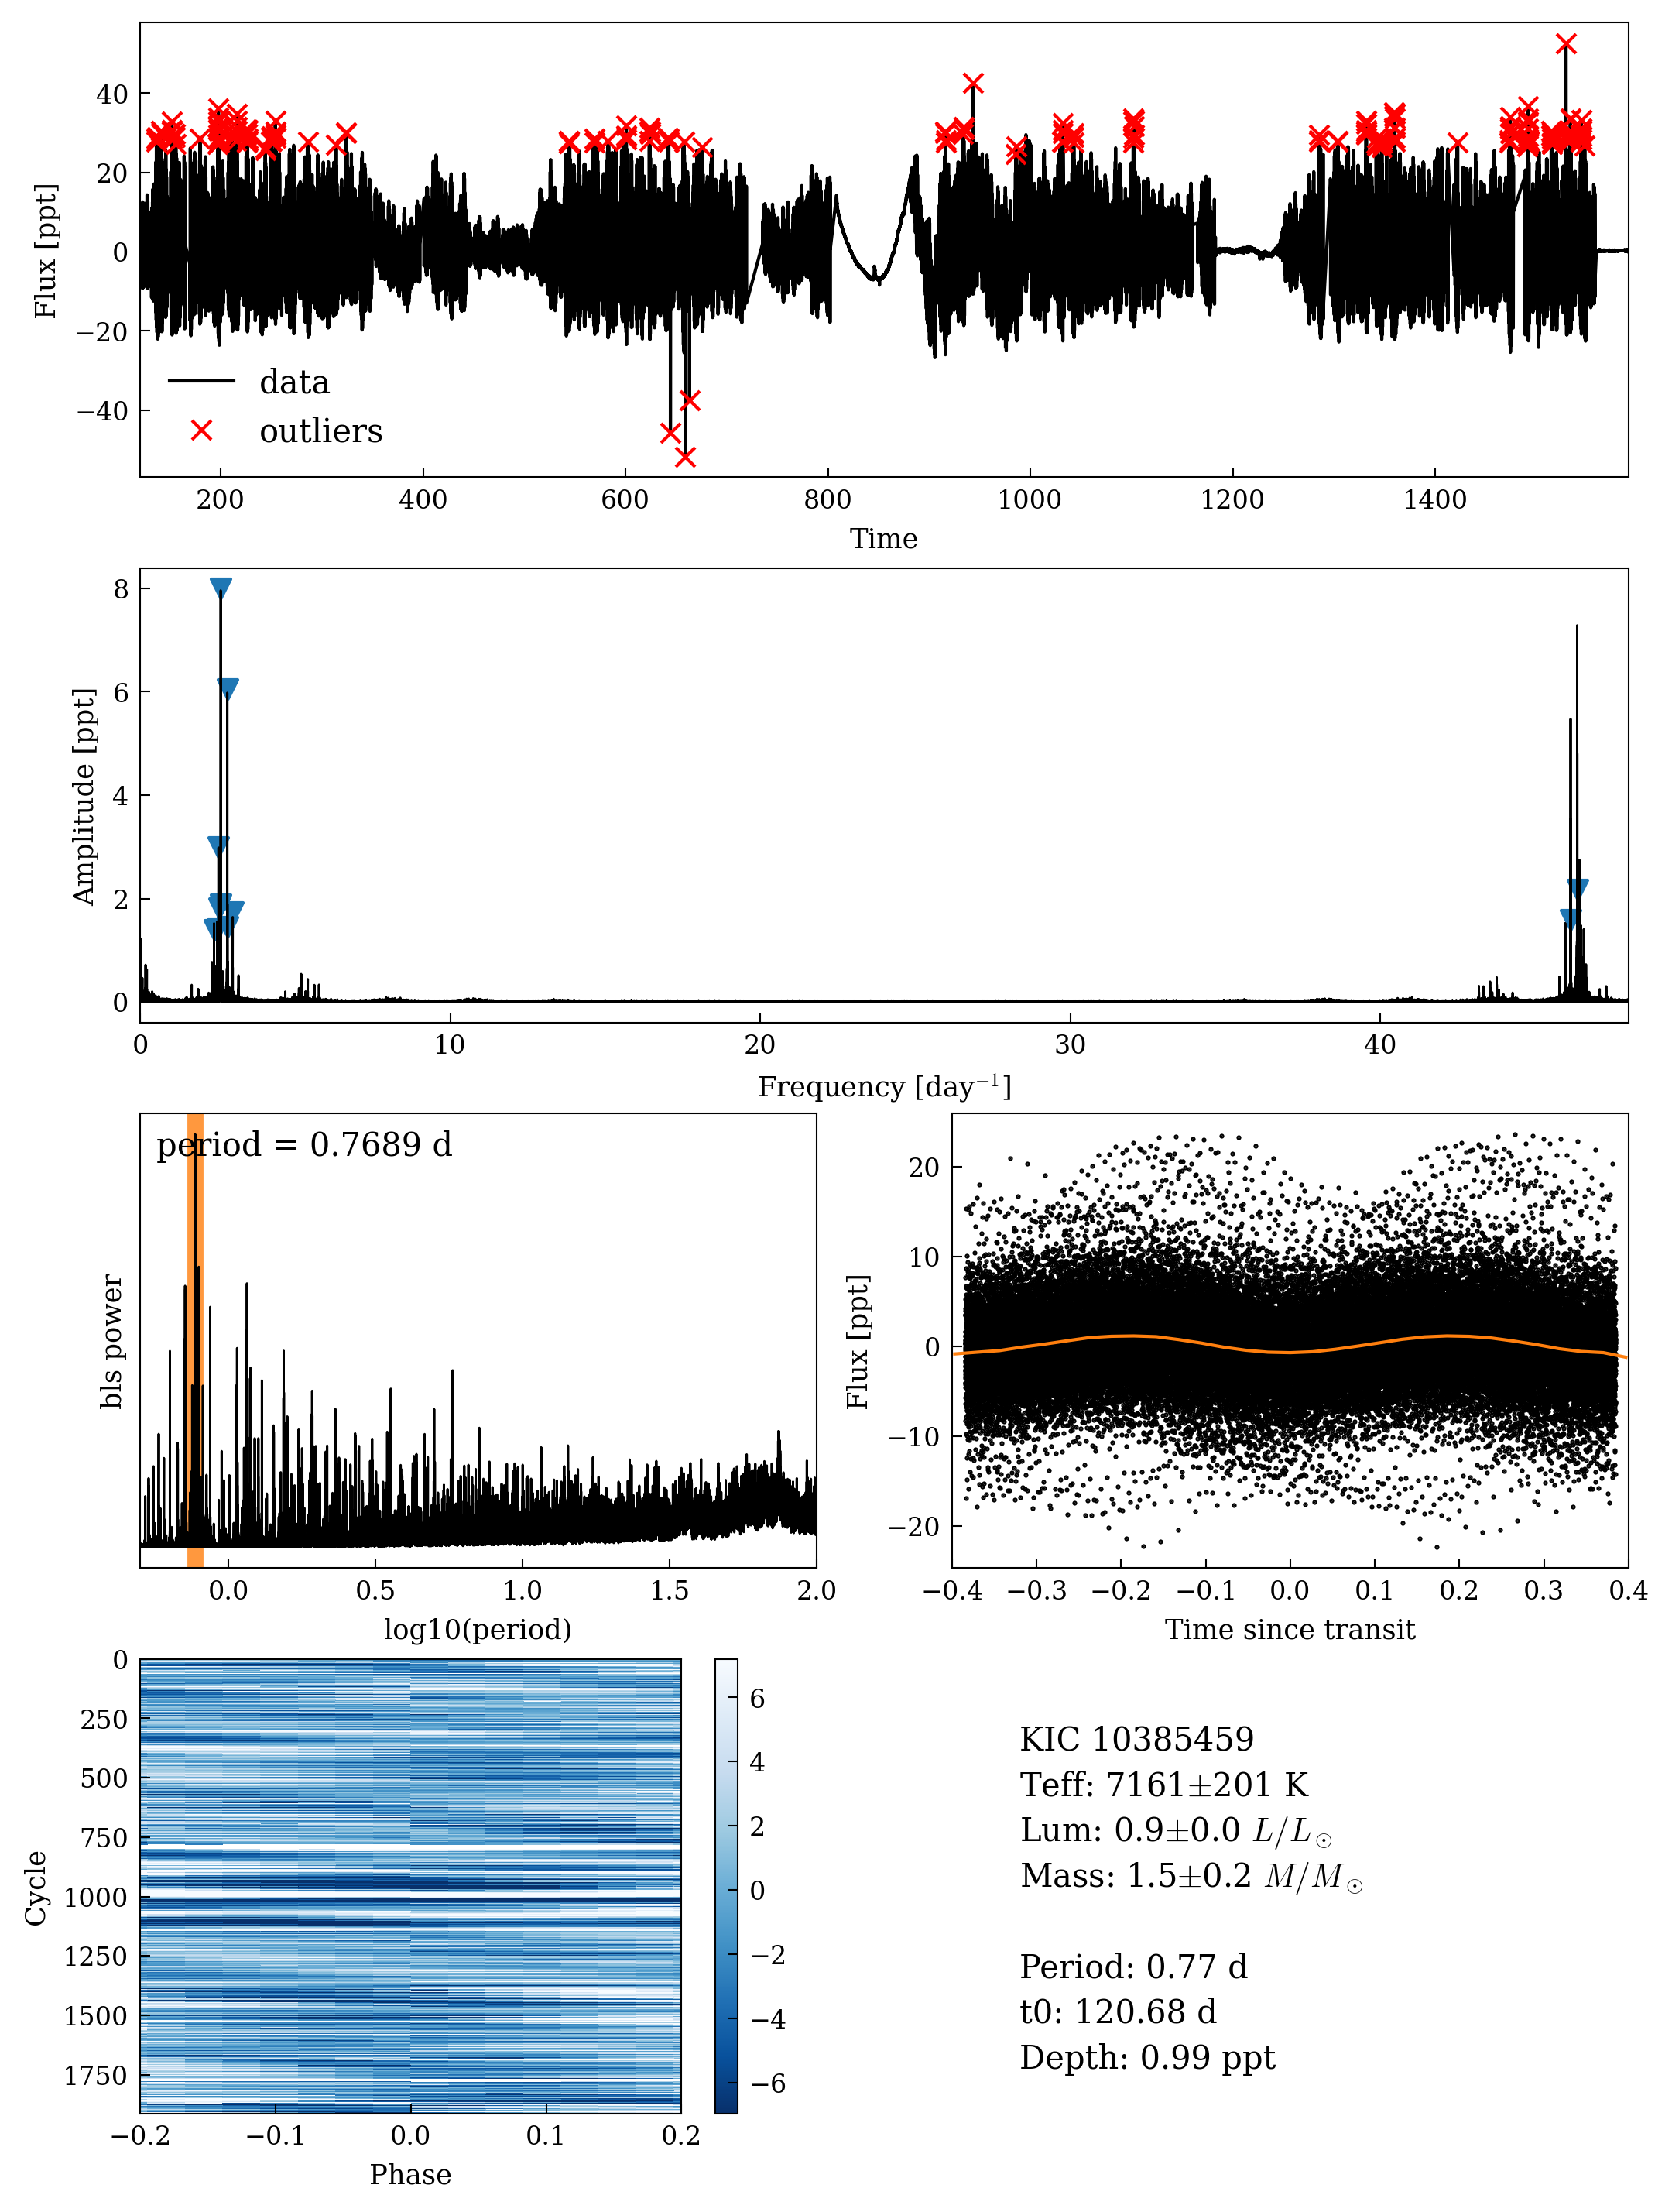 40
20
0
−20
−40
Flux [ppt]
data
outliers
200 400 600 800 1000 1200 1400
Time
8
6
4
2
0
Amplitude [ppt]
0 10 20 30 40
Frequency [day⁻¹]
period = 0.7689 d
bls power
0.0 0.5 1.0 1.5 2.0
log10(period)
20
10
0
−10
−20
Flux [ppt]
−0.4 −0.3 −0.2 −0.1 0.0 0.1 0.2 0.3 0.4
Time since transit
0
250
500
750
1000
1250
1500
1750
Cycle
−0.2 −0.1 0.0 0.1 0.2
Phase
6
4
2
0
−2
−4
−6
KIC 10385459
Teff: 7161±201 K
Lum: 0.9±0.0 L/L⊙
Mass: 1.5±0.2 M/M⊙
Period: 0.77 d
t0: 120.68 d
Depth: 0.99 ppt